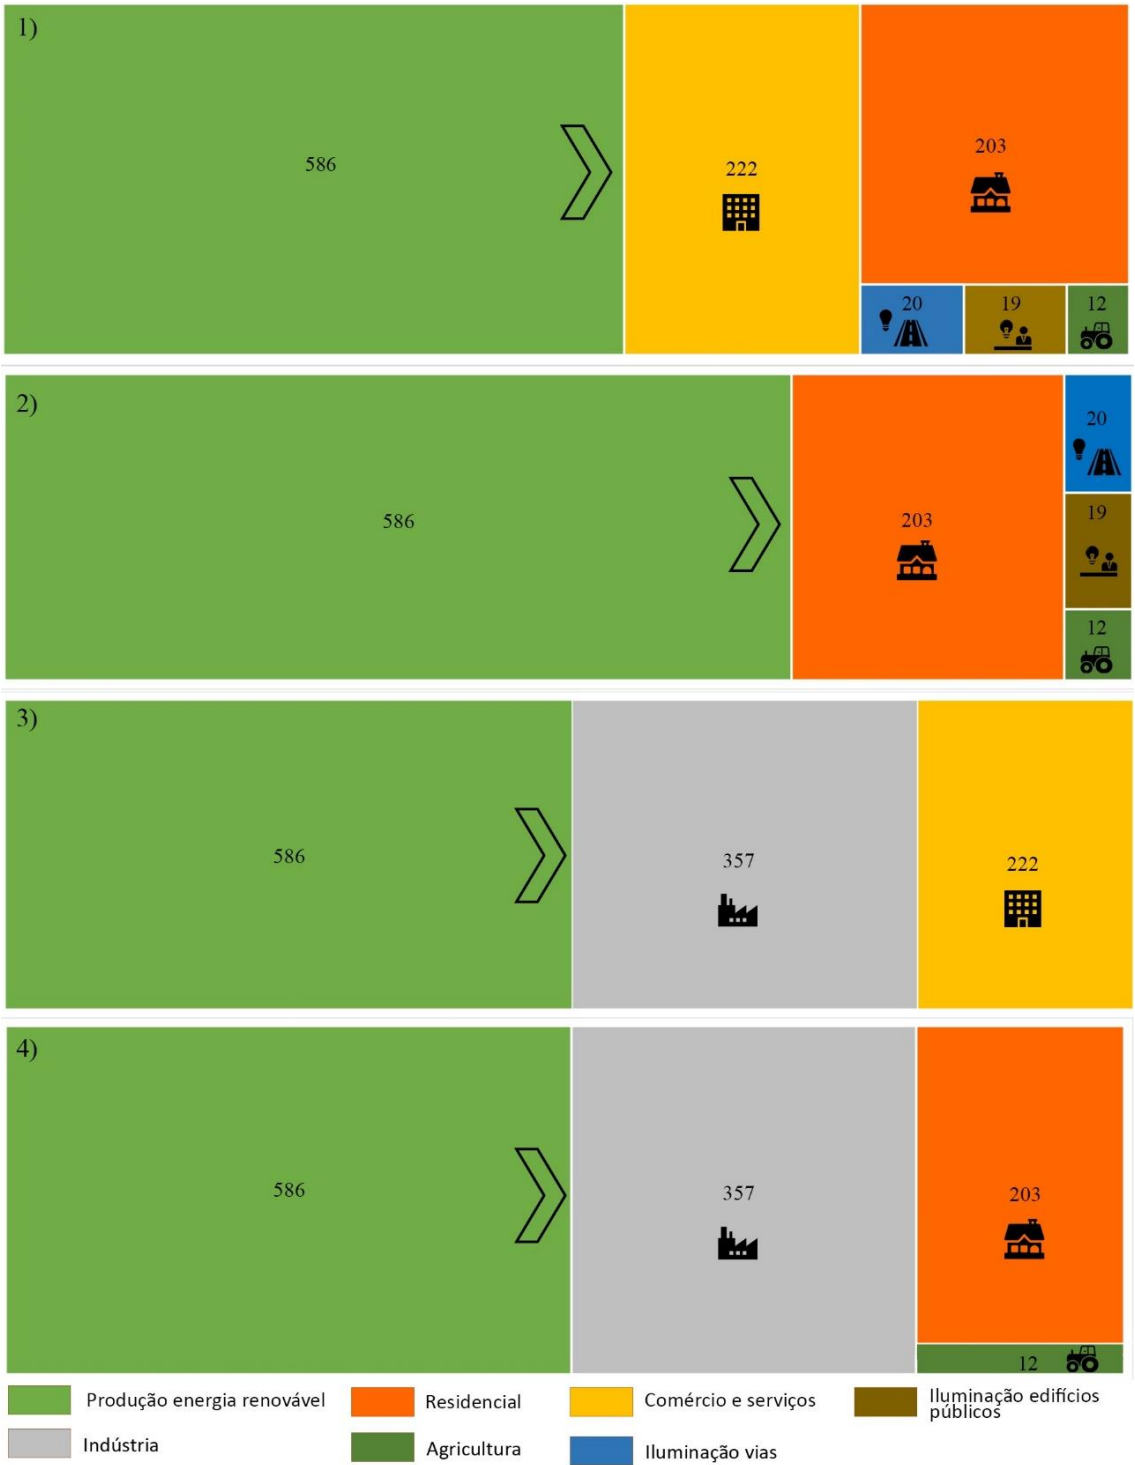 1)
586
222
203
20
19
12
2)
586
203
20
19
12
3)
586
357
222
4)
586
357
203
12
Produção energia renovável
Residencial
Comércio e serviços
Iluminação edifícios
públicos
Indústria
Agricultura
Iluminação vias